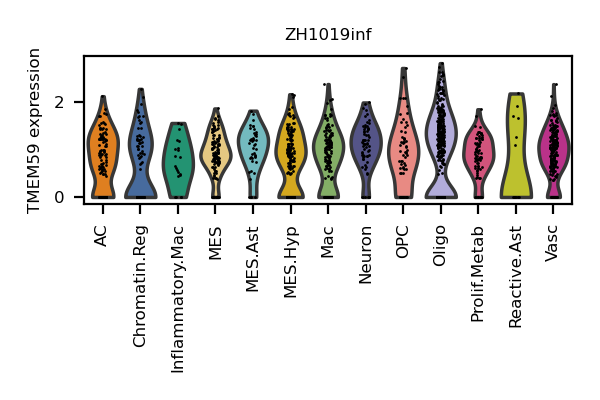 ZH1019inf
TMEM59 expression
2
0
AC
Chromatin.Reg
Inflammatory.Mac
MES
MES.Ast
MES.Hyp
Mac
Neuron
OPC
Oligo
Prolif.Metab
Reactive.Ast
Vasc